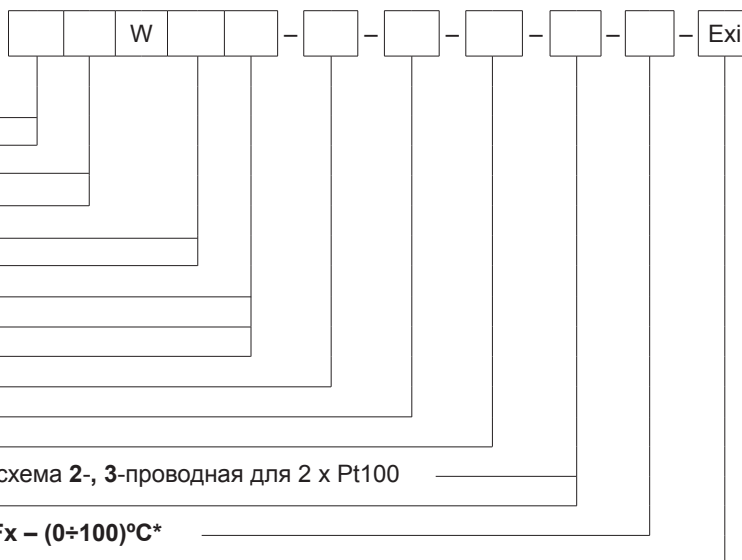 W – – – – – Exi
схема 2-, 3-проводная для 2 x Pt100
Fx – (0÷100)ºC*